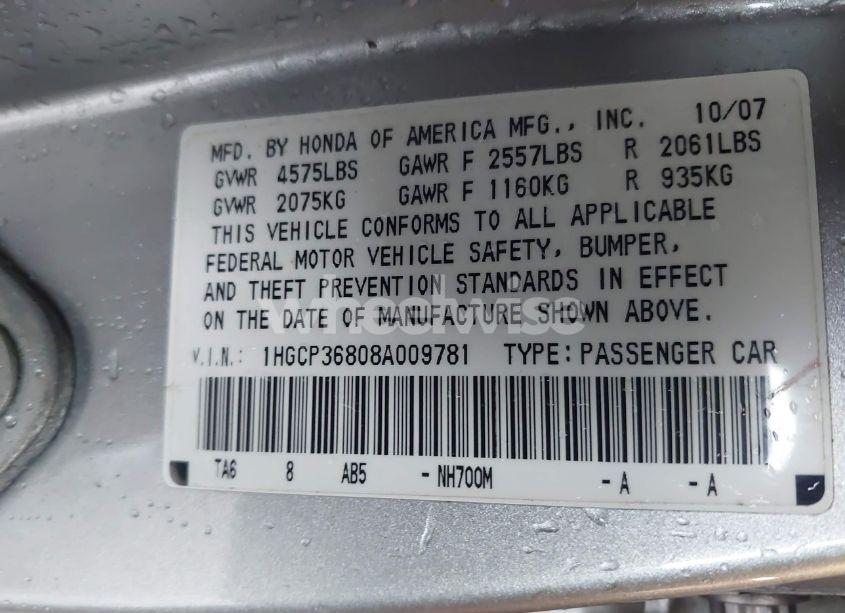 MFD. BY HONDA OF AMERICA MFG., INC. 10/07
GVWR 4575LBS GAWR F 2557LBS R 2061LBS
GVWR 2075KG GAWR F 1160KG R 935KG
THIS VEHICLE CONFORMS TO ALL APPLICABLE
FEDERAL MOTOR VEHICLE SAFETY, BUMPER,
AND THEFT PREVENTION STANDARDS IN EFFECT
ON THE DATE OF MANUFACTURE SHOWN ABOVE.
wheelwise
V.I.N.: 1HGCP36808A009781 TYPE: PASSENGER CAR
TA6 8 AB5 -NH700M -A -A